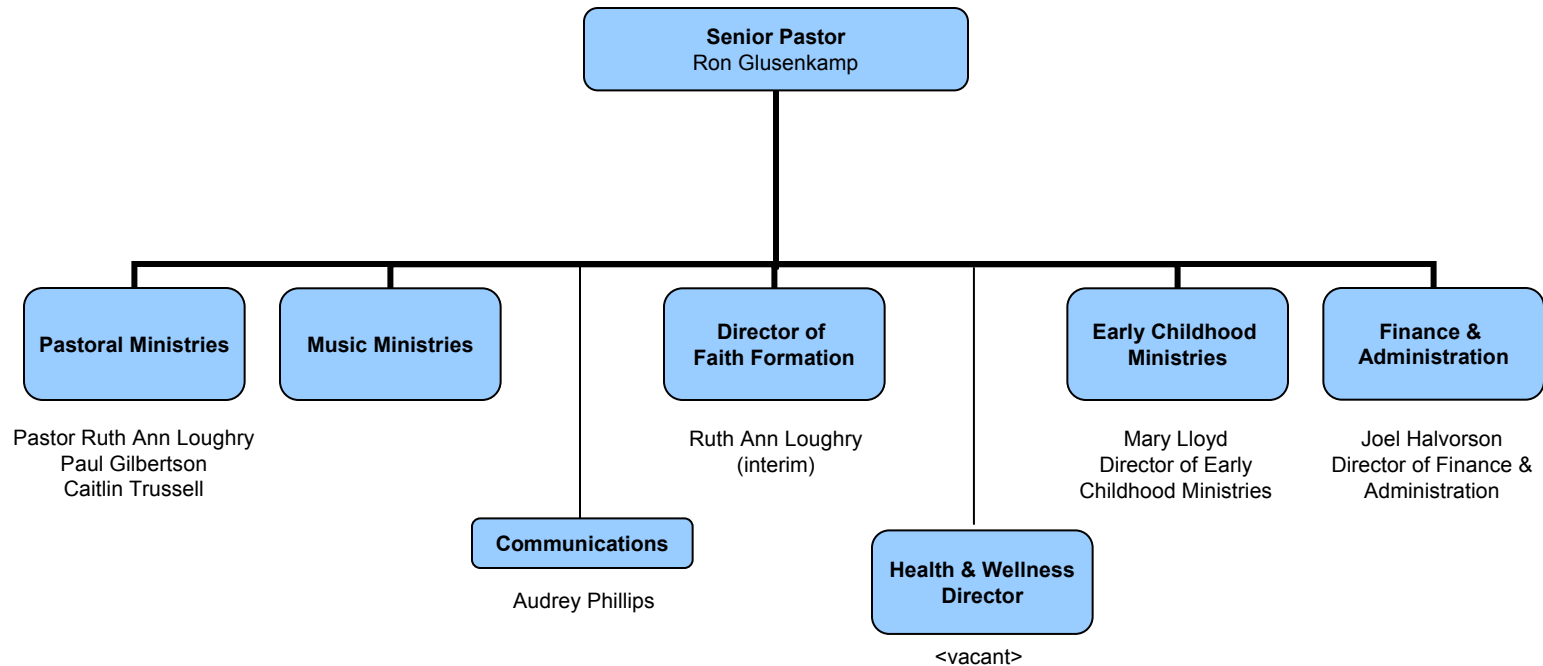 Senior Pastor
Ron Glusenkamp
Pastoral Ministries
Music Ministries
Director of
Faith Formation
Early Childhood
Ministries
Finance &
Administration
Pastor Ruth Ann Loughry
Paul Gilbertson
Caitlin Trussell
Ruth Ann Loughry
(interim)
Mary Lloyd
Director of Early
Childhood Ministries
Joel Halvorson
Director of Finance &
Administration
Communications
Audrey Phillips
Health & Wellness
Director
<vacant>